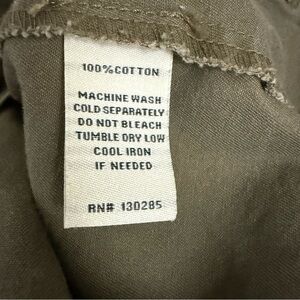 100% COTTON
MACHINE WASH
COLD SEPARATELY
DO NOT BLEACH
TUMBLE DRY LOW
COOL IRON
IF NEEDED
RN# 130285